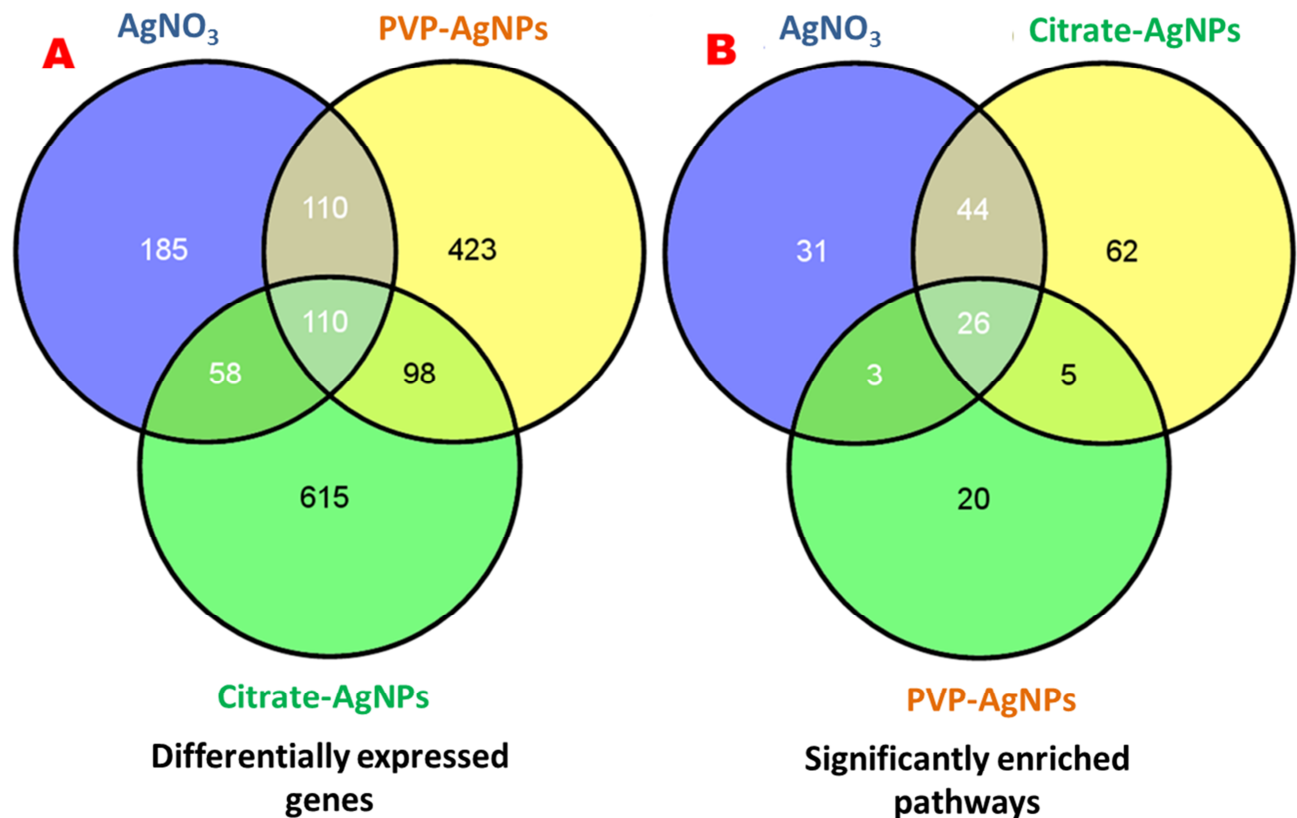 A
AgNO3
PVP-AgNPs
110
185
423
110
58
98
615
Citrate-AgNPs
Differentially expressed
genes
B
AgNO3
Citrate-AgNPs
44
31
62
26
3
5
20
PVP-AgNPs
Significantly enriched
pathways